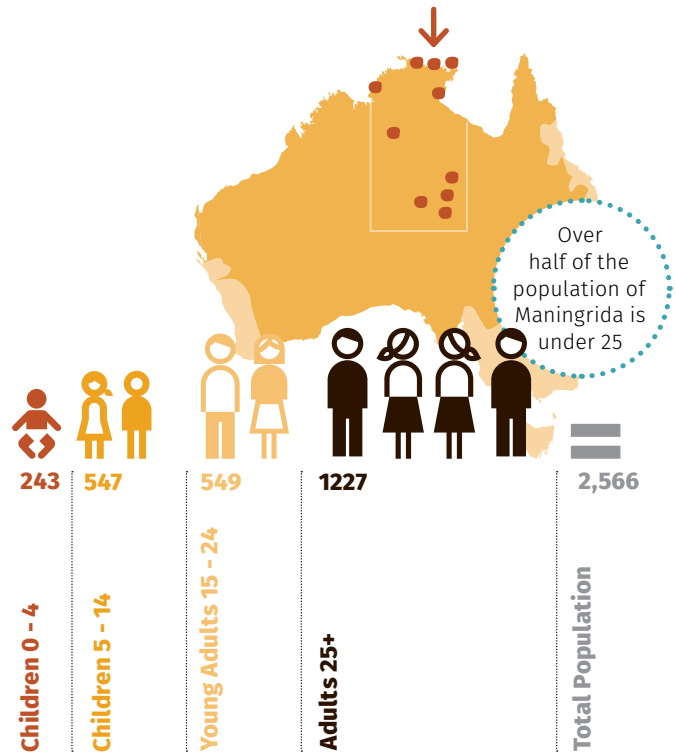 Over
half of the
population of
Maningrida is
under 25
243
547
549
1227
2,566
Children 0 - 4
Children 5 - 14
Young Adults 15 - 24
Adults 25+
Total Population